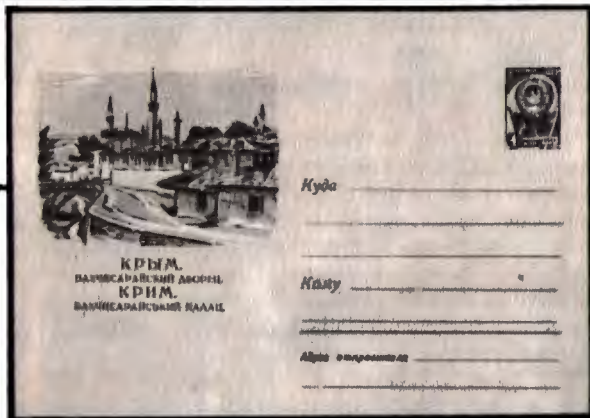 КРЫМ.
БАХЧИСАРАЙСКИЙ ДВОРЕЦ.
КРИМ.
БАХЧИСАРАЙСЬКИЙ ПАЛАЦ.
Куда
Кому
Адрес отправителя